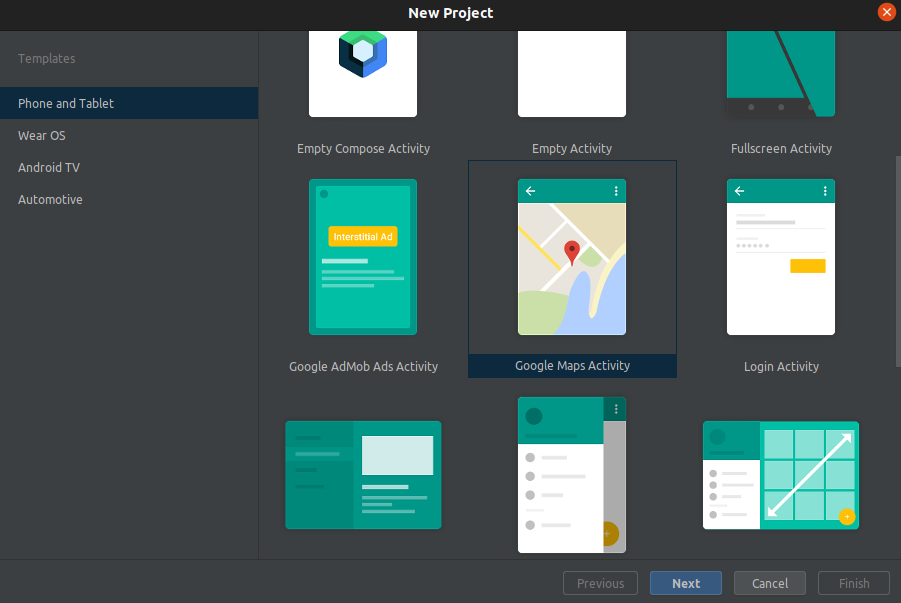 New Project
Templates
Phone and Tablet
Wear OS
Android TV
Automotive
Empty Compose Activity
Empty Activity
Fullscreen Activity
Interstitial Ad
Google AdMob Ads Activity
Google Maps Activity
Login Activity
Previous
Next
Cancel
Finish